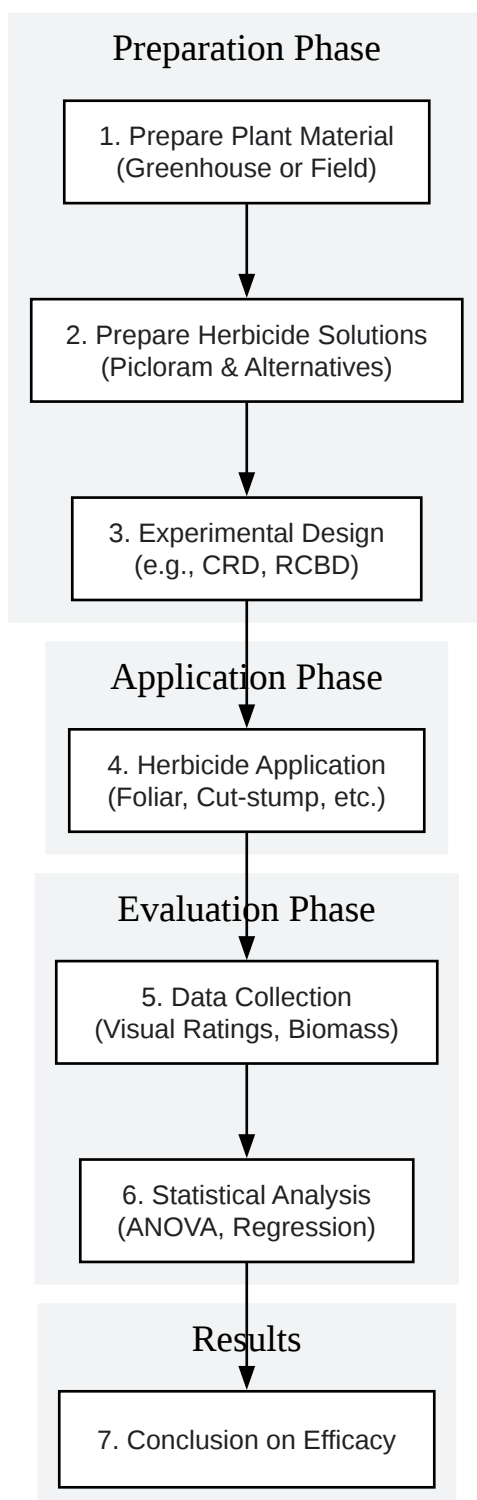 Preparation Phase
1. Prepare Plant Material
(Greenhouse or Field)
2. Prepare Herbicide Solutions
(Picloram & Alternatives)
3. Experimental Design
(e.g., CRD, RCBD)
Application Phase
4. Herbicide Application
(Foliar, Cut-stump, etc.)
Evaluation Phase
5. Data Collection
(Visual Ratings, Biomass)
6. Statistical Analysis
(ANOVA, Regression)
Results
7. Conclusion on Efficacy